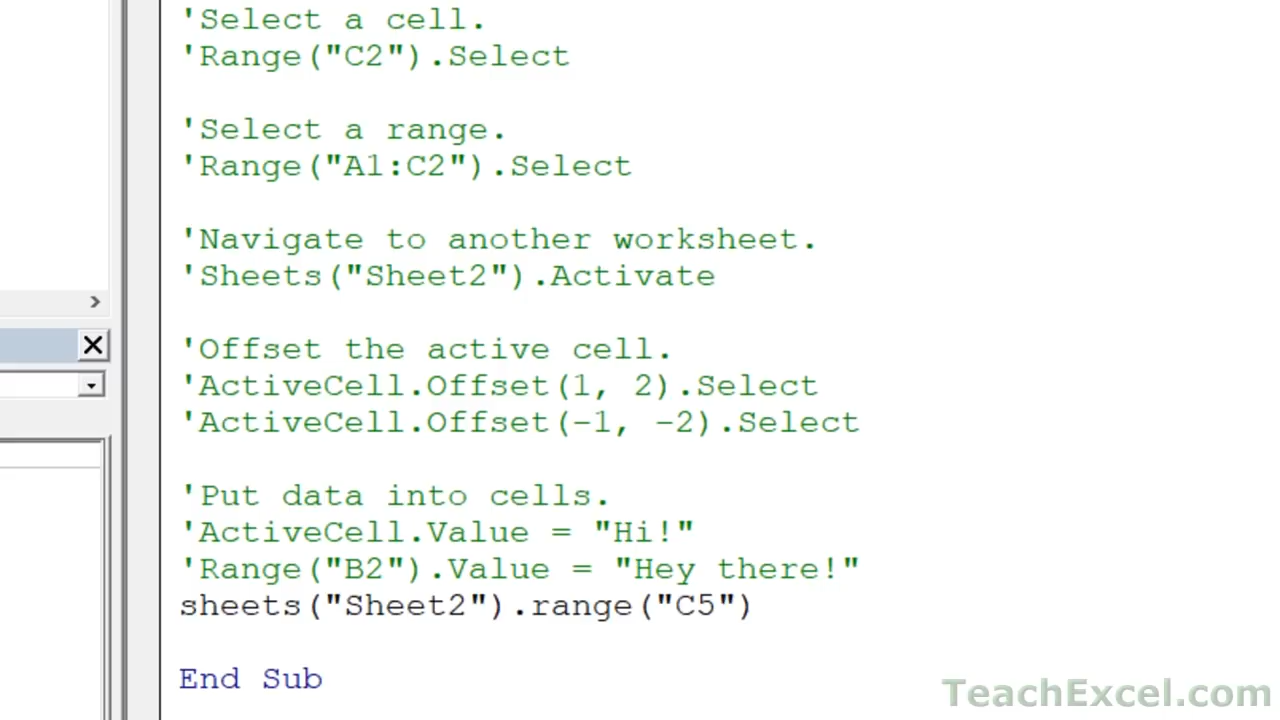 'Select a cell.
'Range("C2").Select
'Select a range.
'Range("A1:C2").Select
'Navigate to another worksheet.
'Sheets("Sheet2").Activate
'Offset the active cell.
'ActiveCell.Offset(1, 2).Select
'ActiveCell.Offset(-1, -2).Select
'Put data into cells.
'ActiveCell.Value = "Hi!"
'Range("B2").Value = "Hey there!"
sheets("Sheet2").range("C5")
End Sub
TeachExcel.com